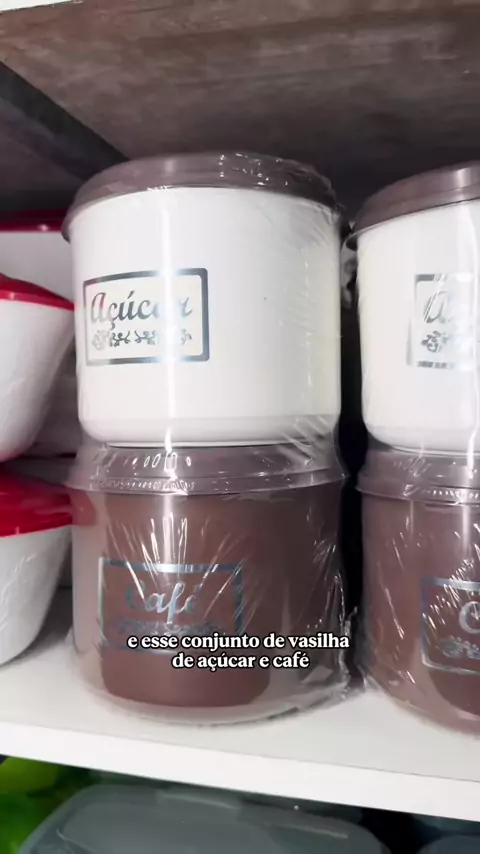 Açúcar
Café
e esse conjunto de vasilha
de açúcar e café